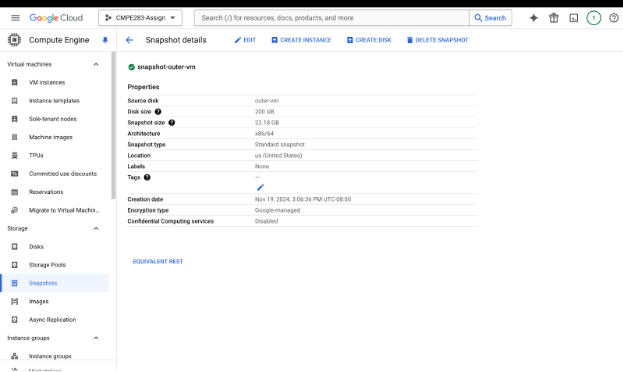 Google Cloud
CMPE283-Assign
Search (/) for resources, docs, products, and more
Search
1
Compute Engine
Snapshot details
EDIT
CREATE INSTANCE
CREATE DISK
DELETE SNAPSHOT
Virtual machines
VM instances
Instance templates
Sole-tenant nodes
Machine images
TPUs
Committed use discounts
Reservations
Migrate to Virtual Machin...
Storage
Disks
Storage Pools
Snapshots
Images
Async Replication
Instance groups
Instance groups
snapshot-outer-vm
Properties
Source disk outer-vm
Disk size 200 GB
Snapshot size 22.18 GB
Architecture x86/64
Snapshot type Standard snapshot
Location us (United States)
Labels None
Tags —
Creation date Nov 19, 2024, 3:06:36 PM UTC-08:00
Encryption type Google-managed
Confidential Computing services Disabled
EQUIVALENT REST